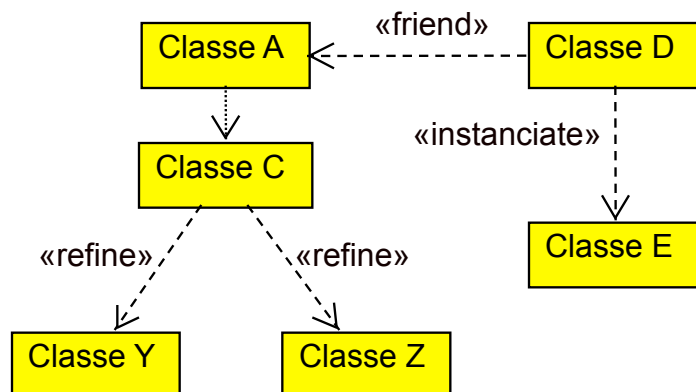 «friend»
Classe A
Classe D
«instanciate»
Classe C
Classe E
«refine»
«refine»
Classe Y
Classe Z